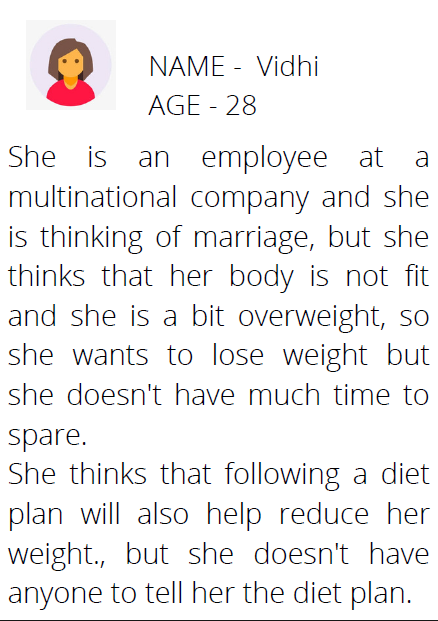 NAME -  Vidhi
AGE - 28
She is an employee at a
multinational company and she
is thinking of marriage, but she
thinks that her body is not fit
and she is a bit overweight, so
she wants to lose weight but
she doesn't have much time to
spare.
She thinks that following a diet
plan will also help reduce her
weight., but she doesn't have
anyone to tell her the diet plan.